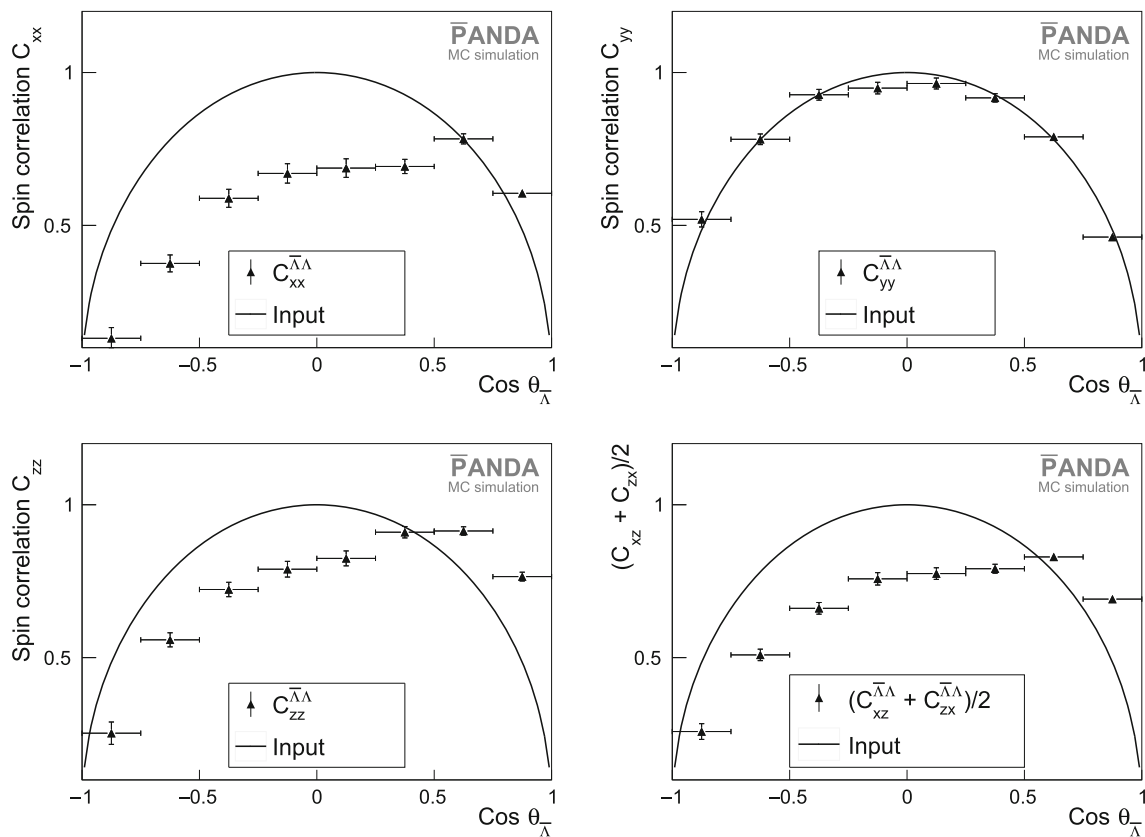 Spin correlation C_xx
P̅ANDA
MC simulation
1
0.5
C_xx^Λ̅Λ
Input
−1 −0.5 0 0.5 1
Cos θ_Λ̅
Spin correlation C_yy
P̅ANDA
MC simulation
1
0.5
C_yy^Λ̅Λ
Input
−1 −0.5 0 0.5 1
Cos θ_Λ̅
Spin correlation C_zz
P̅ANDA
MC simulation
1
0.5
C_zz^Λ̅Λ
Input
−1 −0.5 0 0.5 1
Cos θ_Λ̅
(C_xz + C_zx)/2
P̅ANDA
MC simulation
1
0.5
(C_xz^Λ̅Λ + C_zx^Λ̅Λ)/2
Input
−1 −0.5 0 0.5 1
Cos θ_Λ̅